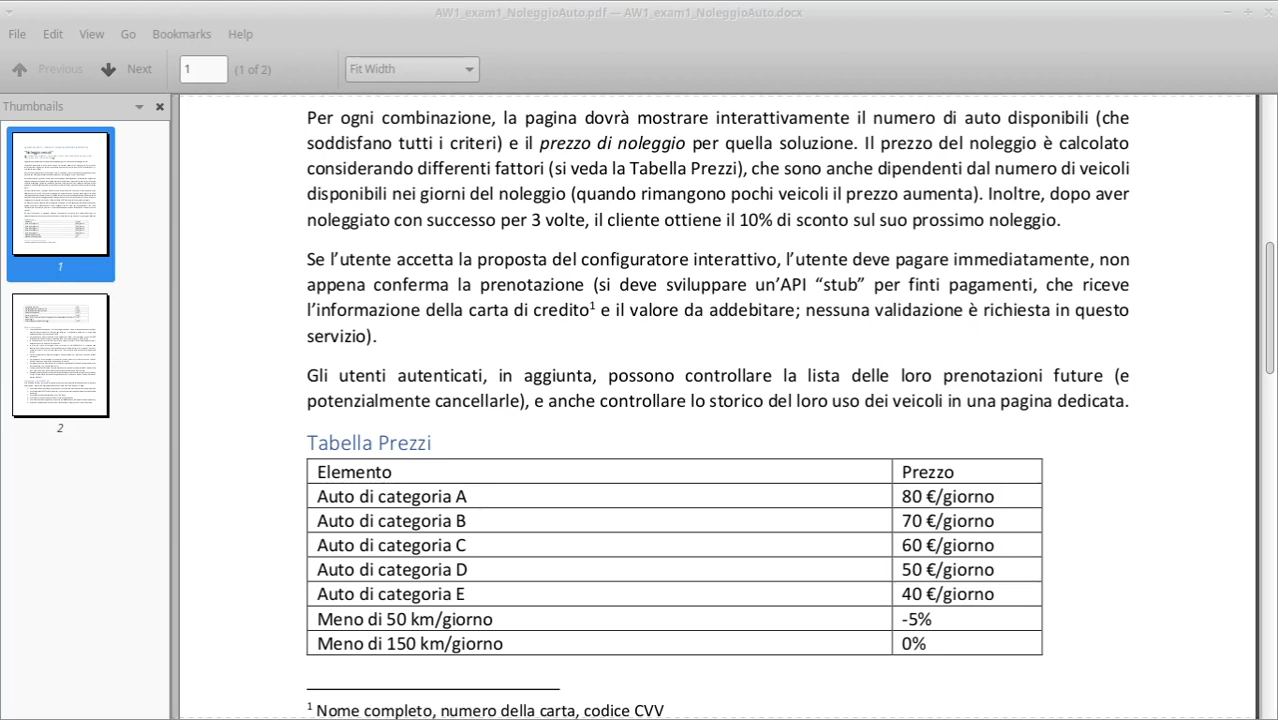 AW1_exam1_NoleggioAuto.pdf — AW1_exam1_NoleggioAuto.docx
File Edit View Go Bookmarks Help
Previous Next 1 (1 of 2) Fit Width
Thumbnails
1
2
Per ogni combinazione, la pagina dovrà mostrare interattivamente il numero di auto disponibili (che
soddisfano tutti i criteri) e il prezzo di noleggio per quella soluzione. Il prezzo del noleggio è calcolato
considerando differenti fattori (si veda la Tabella Prezzi), che sono anche dipendenti dal numero di veicoli
disponibili nei giorni del noleggio (quando rimangono pochi veicoli il prezzo aumenta). Inoltre, dopo aver
noleggiato con successo per 3 volte, il cliente ottiene il 10% di sconto sul suo prossimo noleggio.
Se l’utente accetta la proposta del configuratore interattivo, l’utente deve pagare immediatamente, non
appena conferma la prenotazione (si deve sviluppare un’API “stub” per finti pagamenti, che riceve
l’informazione della carta di credito¹ e il valore da addebitare; nessuna validazione è richiesta in questo
servizio).
Gli utenti autenticati, in aggiunta, possono controllare la lista delle loro prenotazioni future (e
potenzialmente cancellarle), e anche controllare lo storico del loro uso dei veicoli in una pagina dedicata.
Tabella Prezzi
Elemento Prezzo
Auto di categoria A 80 €/giorno
Auto di categoria B 70 €/giorno
Auto di categoria C 60 €/giorno
Auto di categoria D 50 €/giorno
Auto di categoria E 40 €/giorno
Meno di 50 km/giorno -5%
Meno di 150 km/giorno 0%
¹ Nome completo, numero della carta, codice CVV